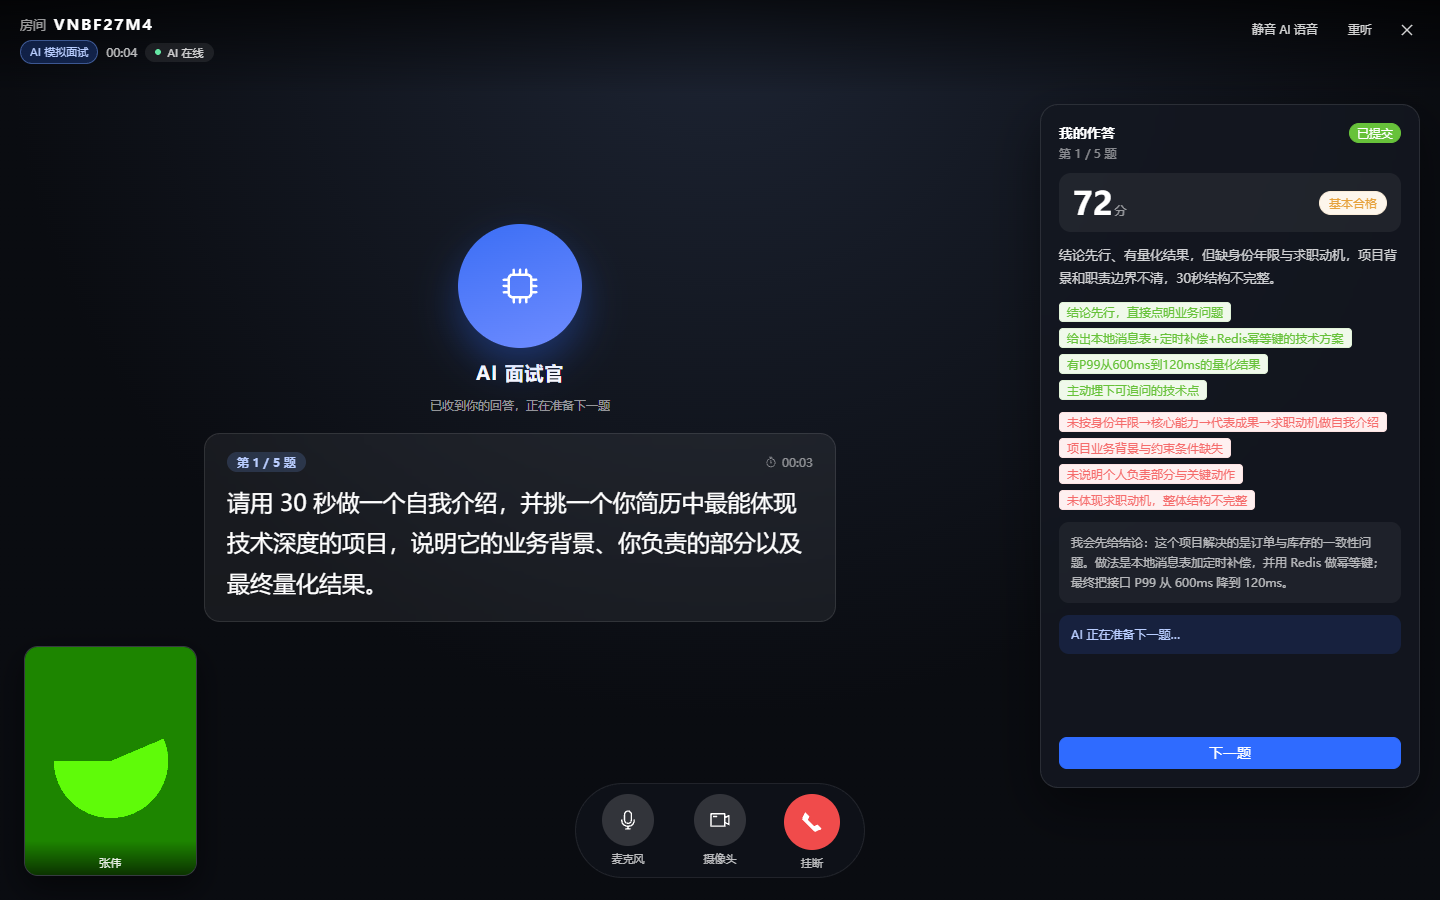 房间 VNBF27M4
AI 模拟面试 00:04 AI 在线
静音 AI 语音 重听
AI 面试官
已收到你的回答，正在准备下一题
第 1 / 5 题 00:03
请用 30 秒做一个自我介绍，并挑一个你简历中最能体现
技术深度的项目，说明它的业务背景、你负责的部分以及
最终量化结果。
张伟
麦克风 摄像头 挂断
我的作答 已提交
第 1 / 5 题
72分 基本合格
结论先行、有量化结果，但缺身份年限与求职动机，项目背
景和职责边界不清，30秒结构不完整。
结论先行，直接点明业务问题
给出本地消息表+定时补偿+Redis幂等键的技术方案
有P99从600ms到120ms的量化结果
主动埋下可追问的技术点
未按身份年限→核心能力→代表成果→求职动机做自我介绍
项目业务背景与约束条件缺失
未说明个人负责部分与关键动作
未体现求职动机，整体结构不完整
我会先给结论：这个项目解决的是订单与库存的一致性问
题。做法是本地消息表加定时补偿，并用 Redis 做幂等键；
最终把接口 P99 从 600ms 降到 120ms。
AI 正在准备下一题...
下一题